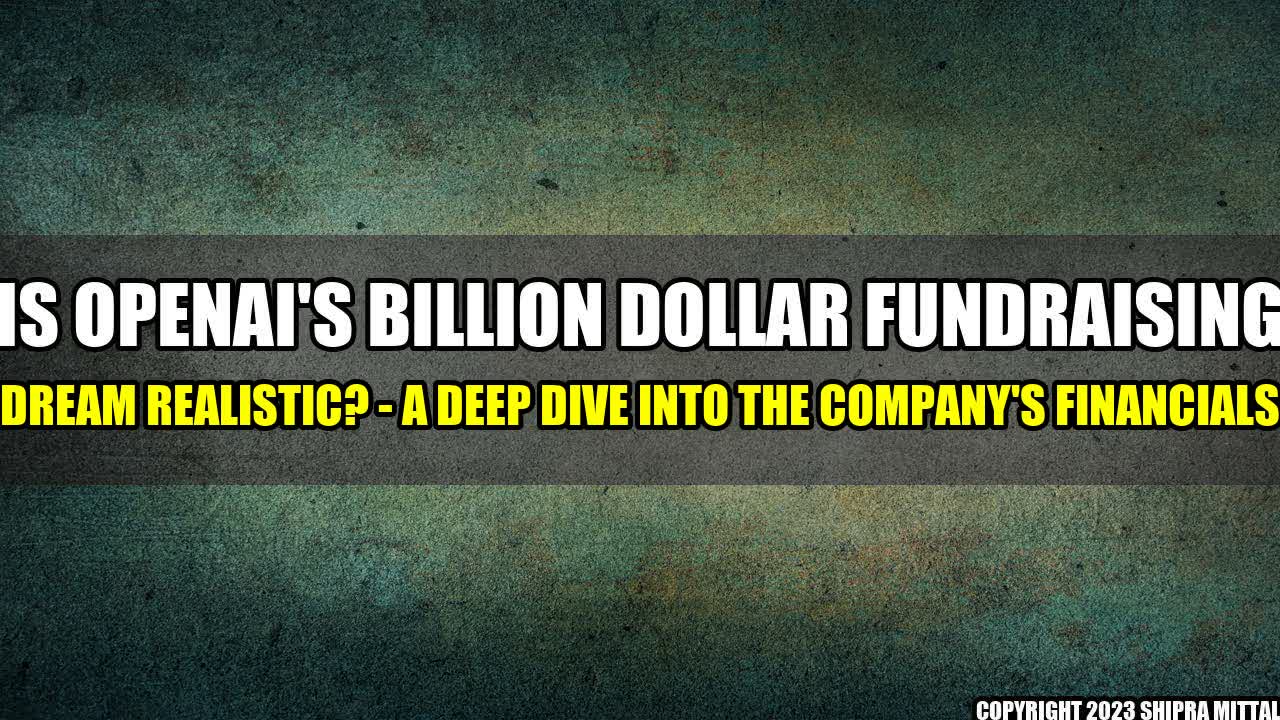 IS OPENAI'S BILLION DOLLAR FUNDRAISING
DREAM REALISTIC? - A DEEP DIVE INTO THE COMPANY'S FINANCIALS
COPYRIGHT 2023 SHIPRA MITTAL